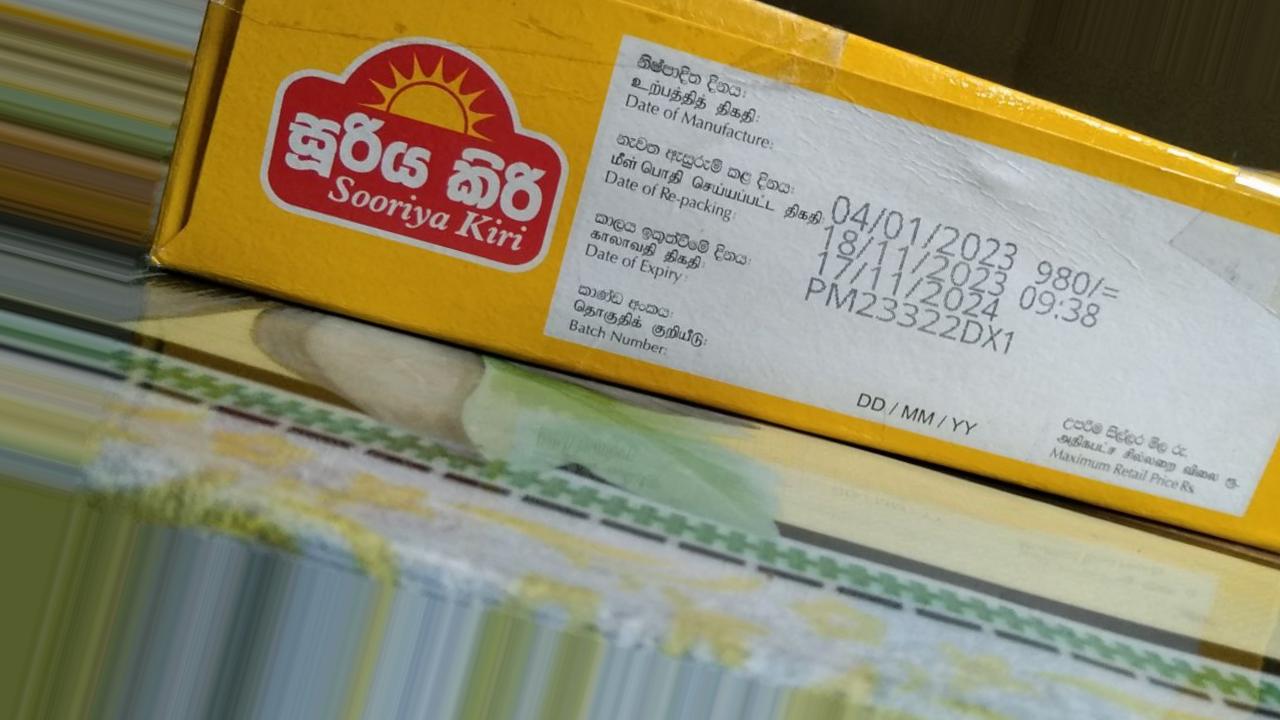 සූරිය කිරි
Sooriya Kiri
නිෂ්පාදිත දිනය:
உற்பத்தித் திகதி:
Date of Manufacture:
නැවත ඇසුරුම් කල දිනය:
மீள் பொதி செய்யப்பட்ட திகதி:
Date of Re-packing:
කාලය ඉකුත්වීමේ දිනය:
காலாவதி திகதி:
Date of Expiry:
කාණ්ඩ අංකය:
தொகுதிக் குறியீடு:
Batch Number:
04/01/2023 980/=
18/11/2023 09:38
17/11/2024
PM23322DX1
DD / MM / YY
උපරිම සිල්ලර මිල රු.
அதிகபட்ச சில்லறை விலை ரூ.
Maximum Retail Price Rs.